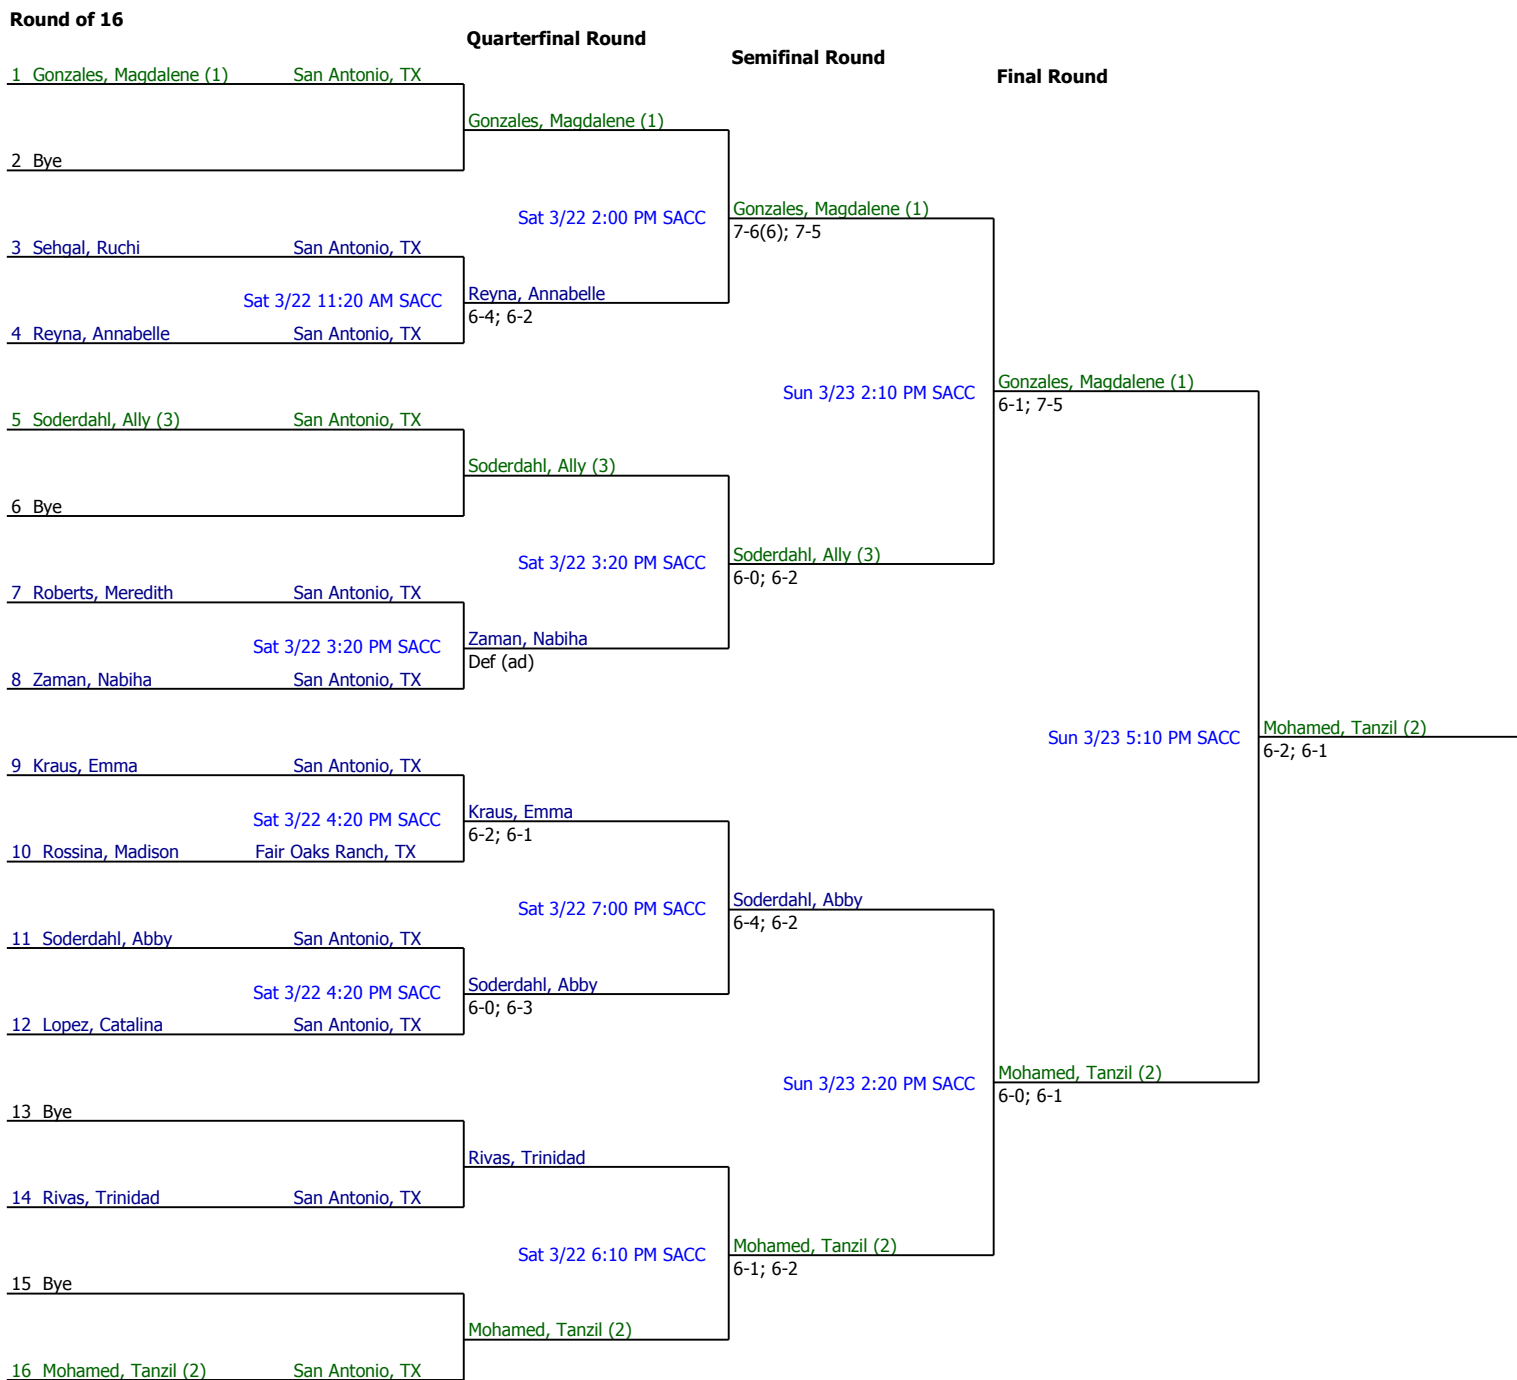 Round of 16
Quarterfinal Round
Semifinal Round
Final Round
1 Gonzales, Magdalene (1) San Antonio, TX
Gonzales, Magdalene (1)
2 Bye
Sat 3/22 2:00 PM SACC
Gonzales, Magdalene (1)
7-6(6); 7-5
3 Sehgal, Ruchi San Antonio, TX
Sat 3/22 11:20 AM SACC
Reyna, Annabelle
6-4; 6-2
4 Reyna, Annabelle San Antonio, TX
Sun 3/23 2:10 PM SACC
Gonzales, Magdalene (1)
6-1; 7-5
5 Soderdahl, Ally (3) San Antonio, TX
Soderdahl, Ally (3)
6 Bye
Sat 3/22 3:20 PM SACC
Soderdahl, Ally (3)
6-0; 6-2
7 Roberts, Meredith San Antonio, TX
Sat 3/22 3:20 PM SACC
Zaman, Nabiha
Def (ad)
8 Zaman, Nabiha San Antonio, TX
Sun 3/23 5:10 PM SACC
Mohamed, Tanzil (2)
6-2; 6-1
9 Kraus, Emma San Antonio, TX
Sat 3/22 4:20 PM SACC
Kraus, Emma
6-2; 6-1
10 Rossina, Madison Fair Oaks Ranch, TX
Sat 3/22 7:00 PM SACC
Soderdahl, Abby
6-4; 6-2
11 Soderdahl, Abby San Antonio, TX
Sat 3/22 4:20 PM SACC
Soderdahl, Abby
6-0; 6-3
12 Lopez, Catalina San Antonio, TX
Sun 3/23 2:20 PM SACC
Mohamed, Tanzil (2)
6-0; 6-1
13 Bye
Rivas, Trinidad
14 Rivas, Trinidad San Antonio, TX
Sat 3/22 6:10 PM SACC
Mohamed, Tanzil (2)
6-1; 6-2
15 Bye
Mohamed, Tanzil (2)
16 Mohamed, Tanzil (2) San Antonio, TX